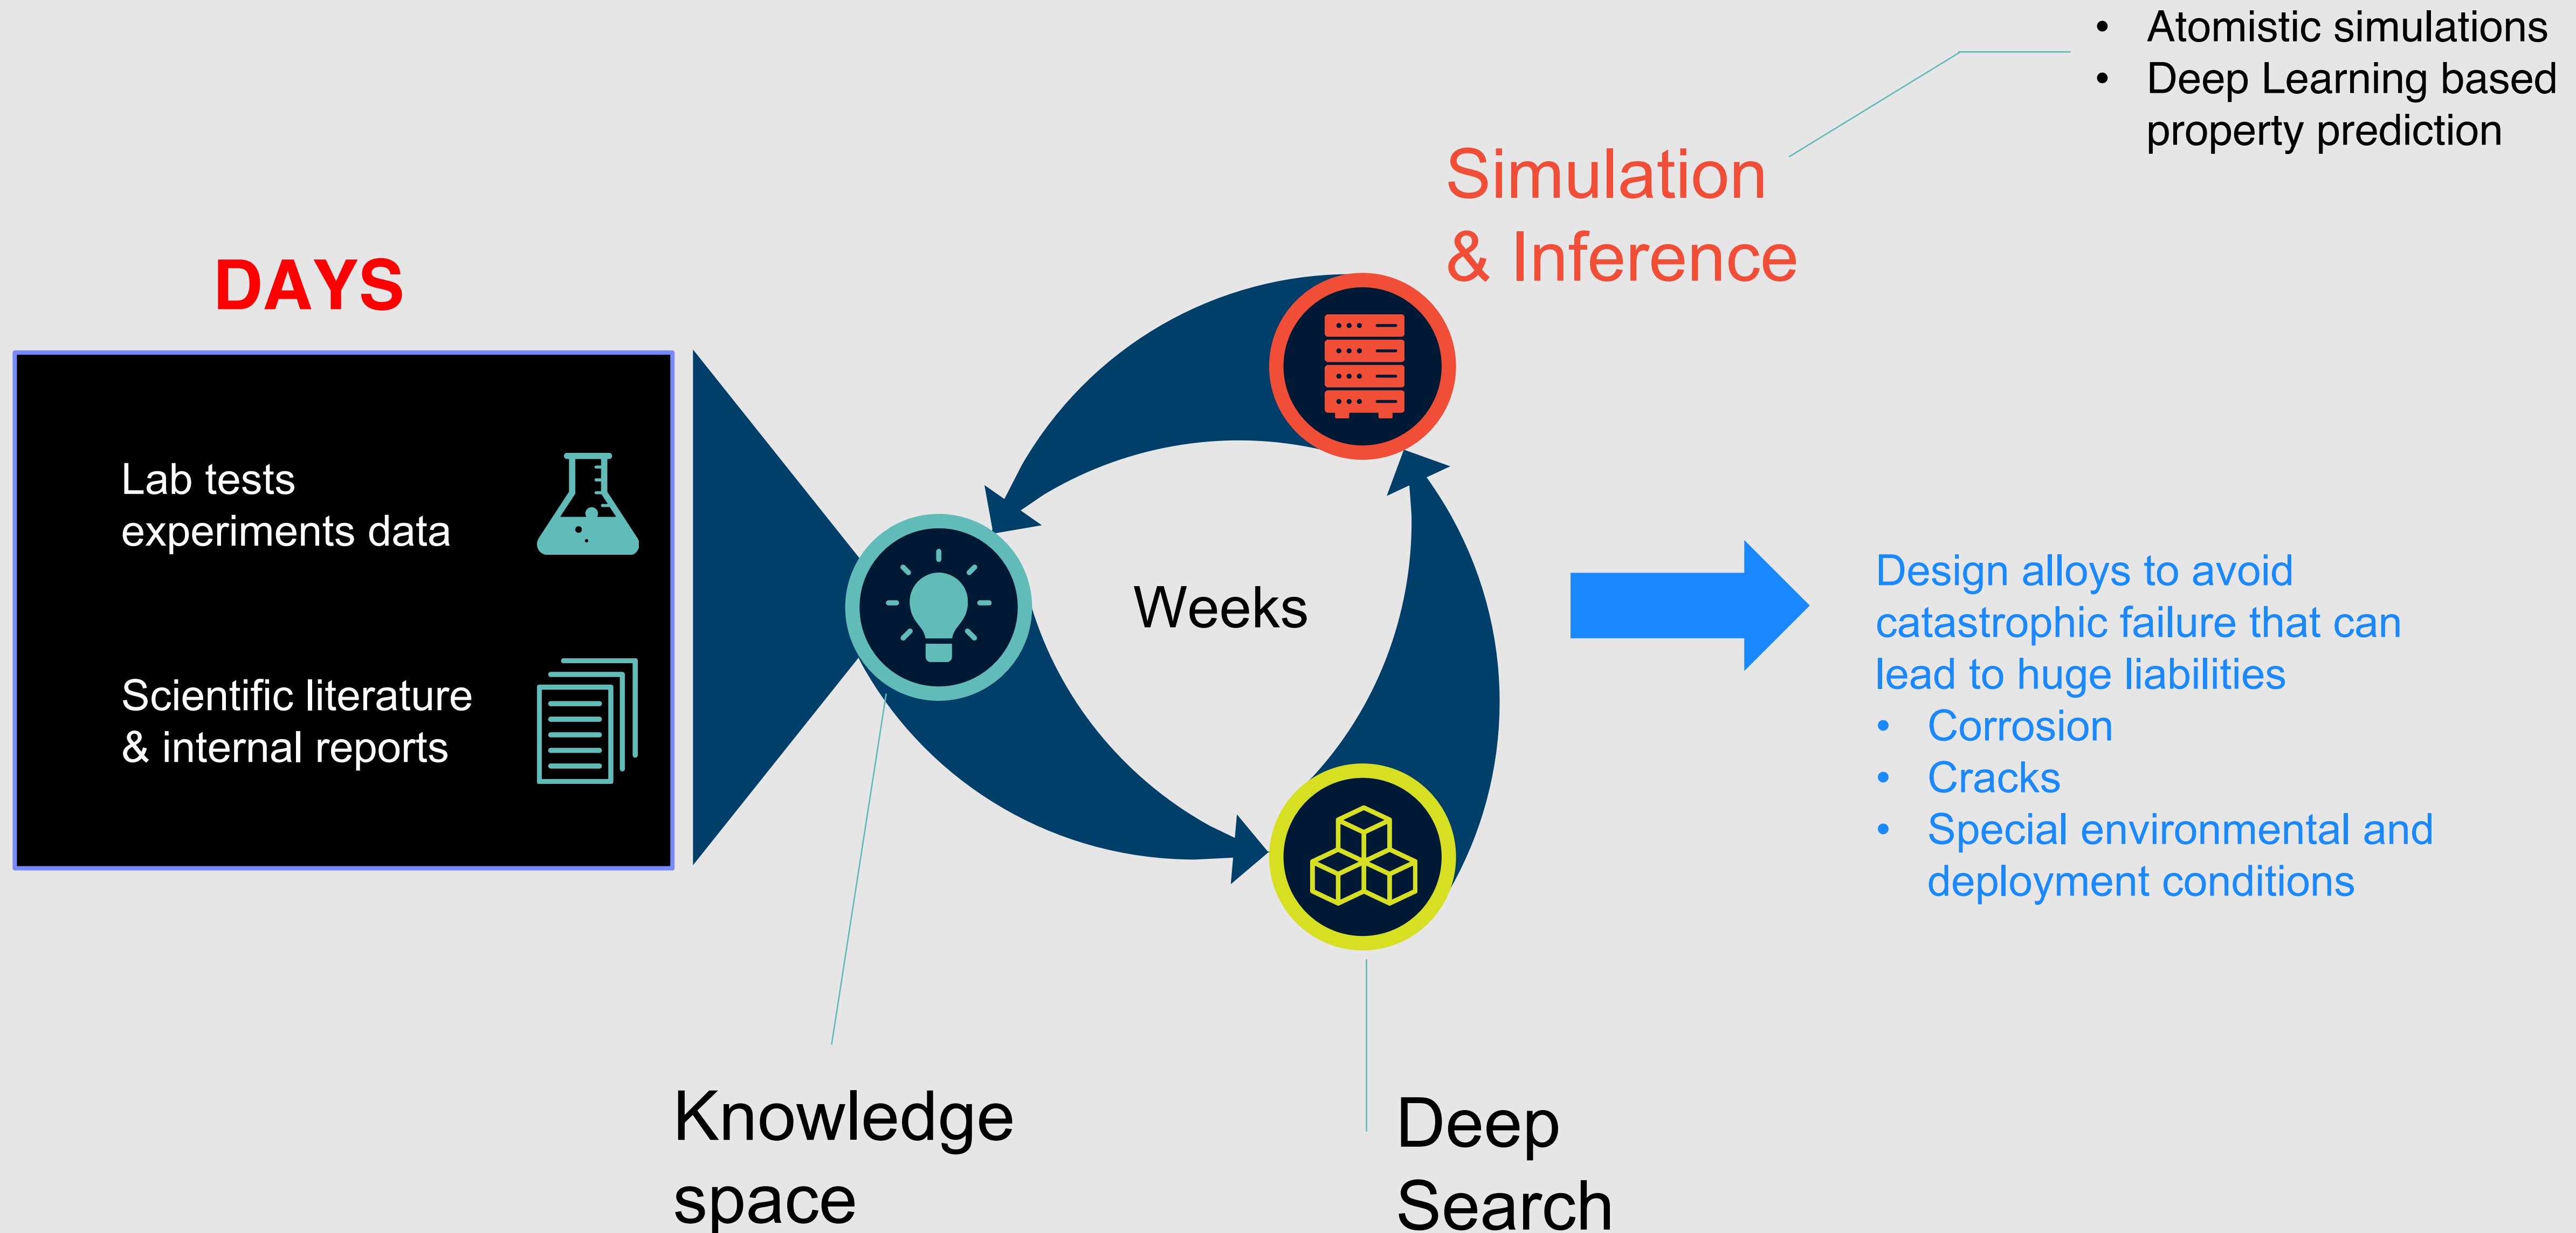 • Atomistic simulations
• Deep Learning based
property prediction
Simulation
& Inference
DAYS
Lab tests
experiments data
Scientific literature
& internal reports
Weeks
Design alloys to avoid
catastrophic failure that can
lead to huge liabilities
• Corrosion
• Cracks
• Special environmental and
deployment conditions
Knowledge
space
Deep
Search